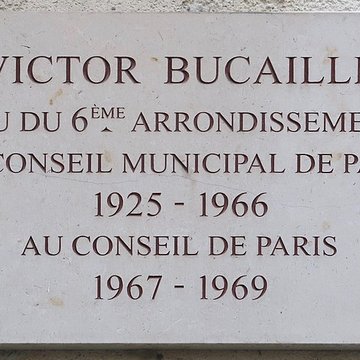 VICTOR BUCAILL
U DU 6ÈME ARRONDISSEME
CONSEIL MUNICIPAL DE PA
1925 - 1966
AU CONSEIL DE PARIS
1967 - 1969